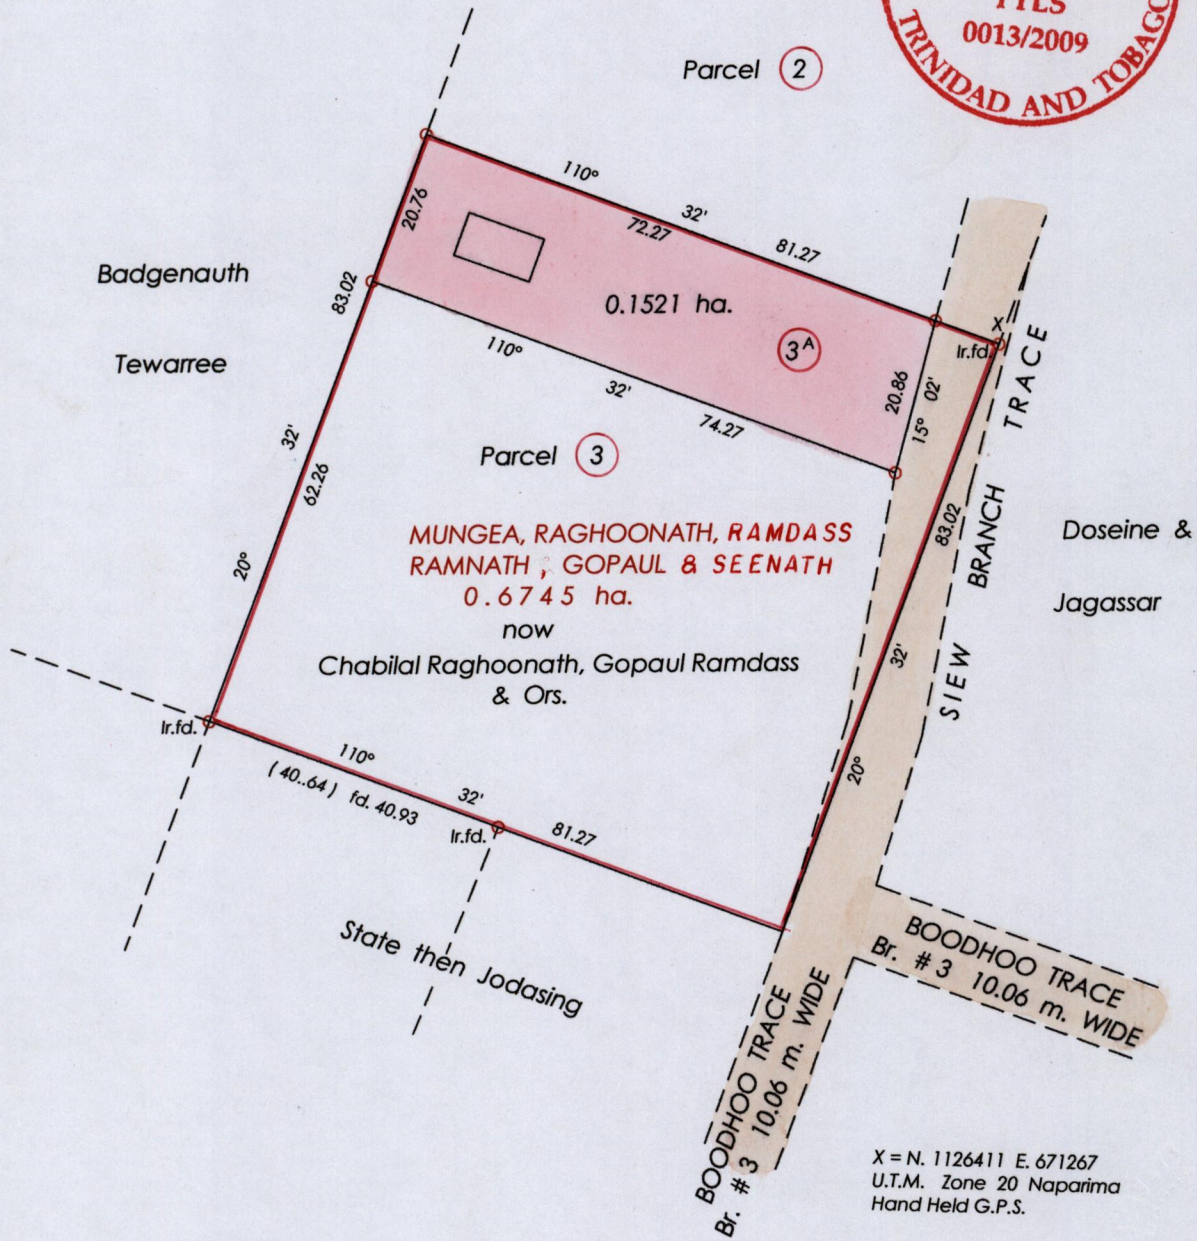 TTLS
0013/2009
TRINIDAD AND TOBAGO
Parcel 2
110° 32'
72.27
81.27
20.76
83.02
Badgenauth
Tewarree
0.1521 ha.
3A
X
Ir.fd.
110° 32' 74.27
20.86
15° 02'
SIEW BRANCH TRACE
Parcel 3
20° 32'
62.26
MUNGEA, RAGHOONATH, RAMDASS
RAMNATH, GOPAUL & SEENATH
0.6745 ha.
now
Chabilal Raghoonath, Gopaul Ramdass
& Ors.
20° 32' 83.02
Doseine &
Jagassar
Ir.fd.
110° 32' 81.27
(40..64) fd. 40.93
Ir.fd.
State then Jodasing
BOODHOO TRACE
Br. #3 10.06 m. WIDE
BOODHOO TRACE
Br. #3 10.06 m. WIDE
X = N. 1126411 E. 671267
U.T.M. Zone 20 Naparima
Hand Held G.P.S.